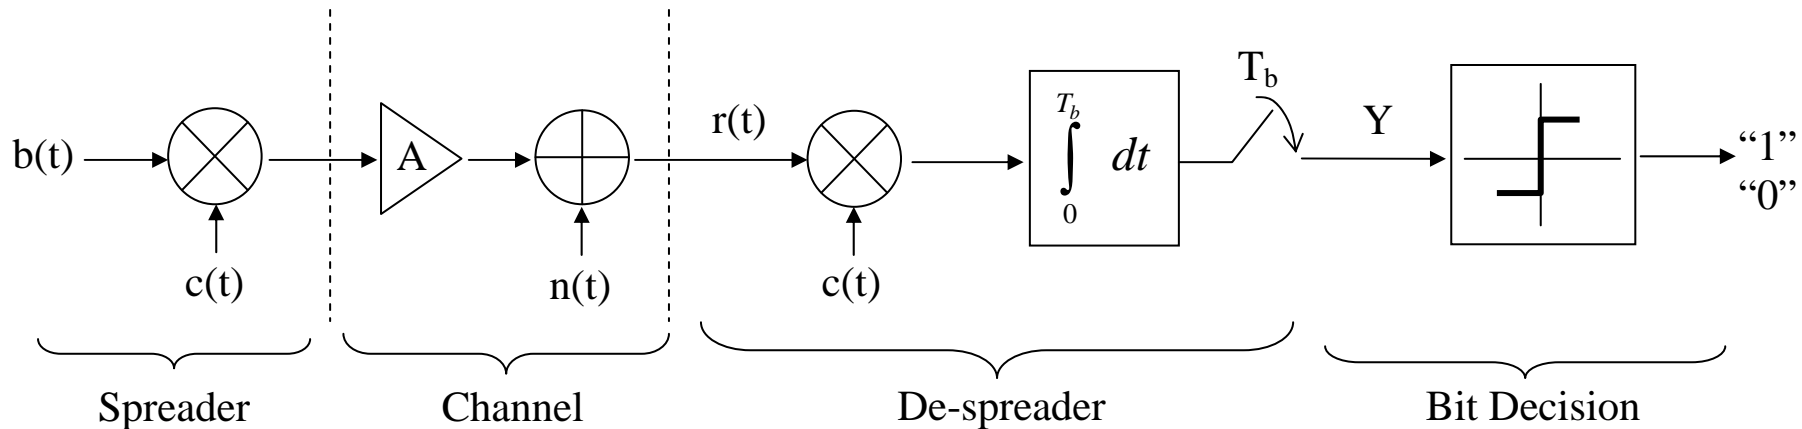 b(t)
c(t)
A
n(t)
r(t)
c(t)
T_b
∫
0
dt
T_b
Y
“1”
“0”
Spreader
Channel
De-spreader
Bit Decision